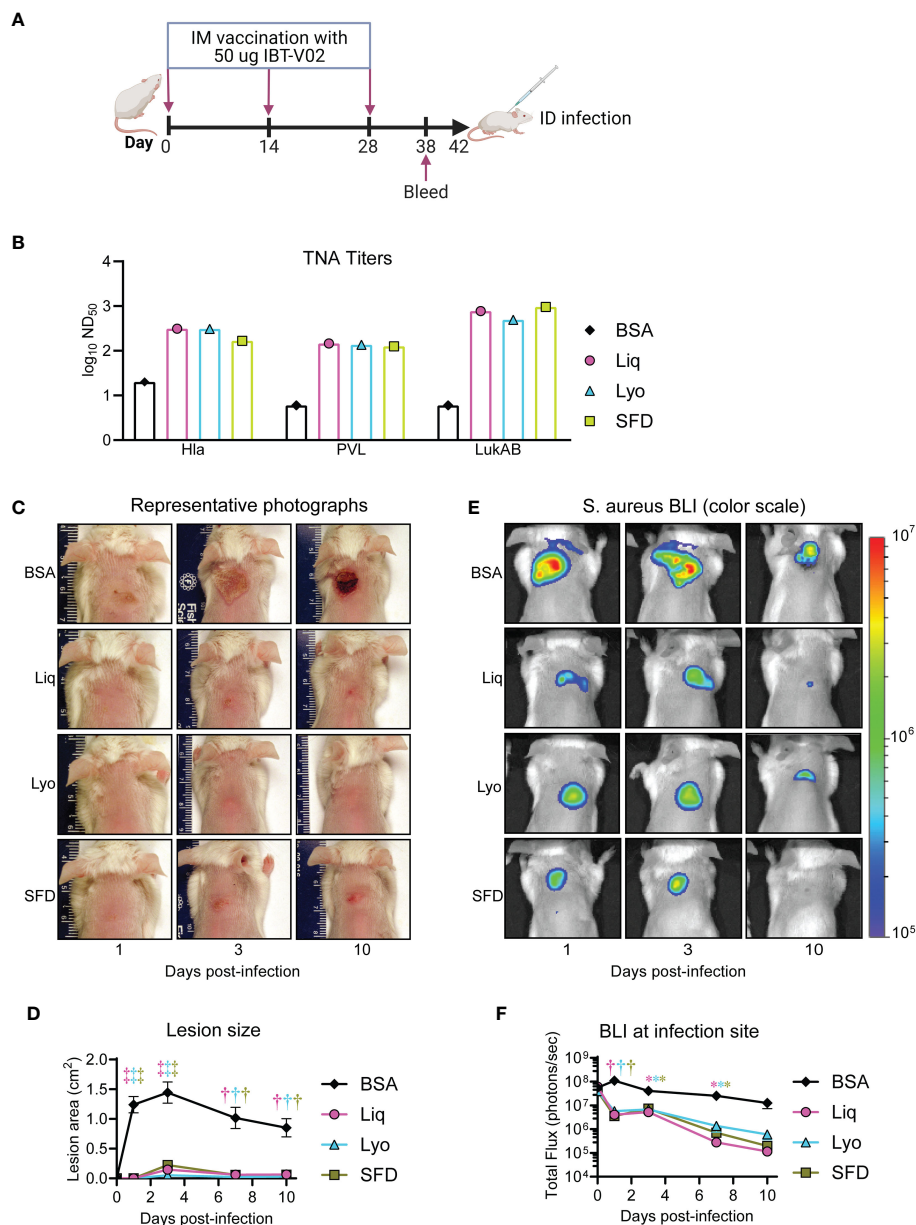 A
IM vaccination with
50 ug IBT-V02
Day 0 14 28 38 42
ID infection
Bleed
B
TNA Titers
log10 ND50
4
3
2
1
0
Hla PVL LukAB
BSA
Liq
Lyo
SFD
C
Representative photographs
BSA
Liq
Lyo
SFD
1 3 10
Days post-infection
E
S. aureus BLI (color scale)
BSA
Liq
Lyo
SFD
1 3 10
Days post-infection
10^7
10^6
10^5
D
Lesion size
Lesion area (cm2)
2.0
1.5
1.0
0.5
0.0
‡‡‡ ‡‡‡ ††† †††
‡‡‡ ‡‡‡
0 2 4 6 8 10
Days post-infection
BSA
Liq
Lyo
SFD
F
BLI at infection site
Total Flux (photons/sec)
10^9
10^8
10^7
10^6
10^5
10^4
††† *** ***
0 2 4 6 8 10
Days post-infection
BSA
Liq
Lyo
SFD